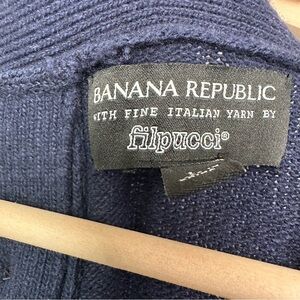 BANANA REPUBLIC
WITH FINE ITALIAN YARN BY
filpucci®